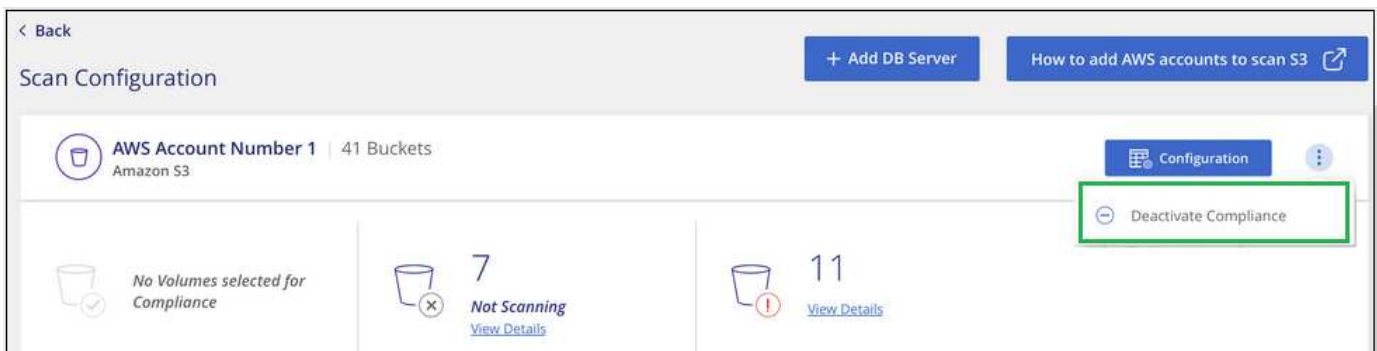 < Back
+ Add DB Server
How to add AWS accounts to scan S3
Scan Configuration
AWS Account Number 1 | 41 Buckets
Amazon S3
Configuration
Deactivate Compliance
No Volumes selected for
Compliance
7
Not Scanning
View Details
11
View Details